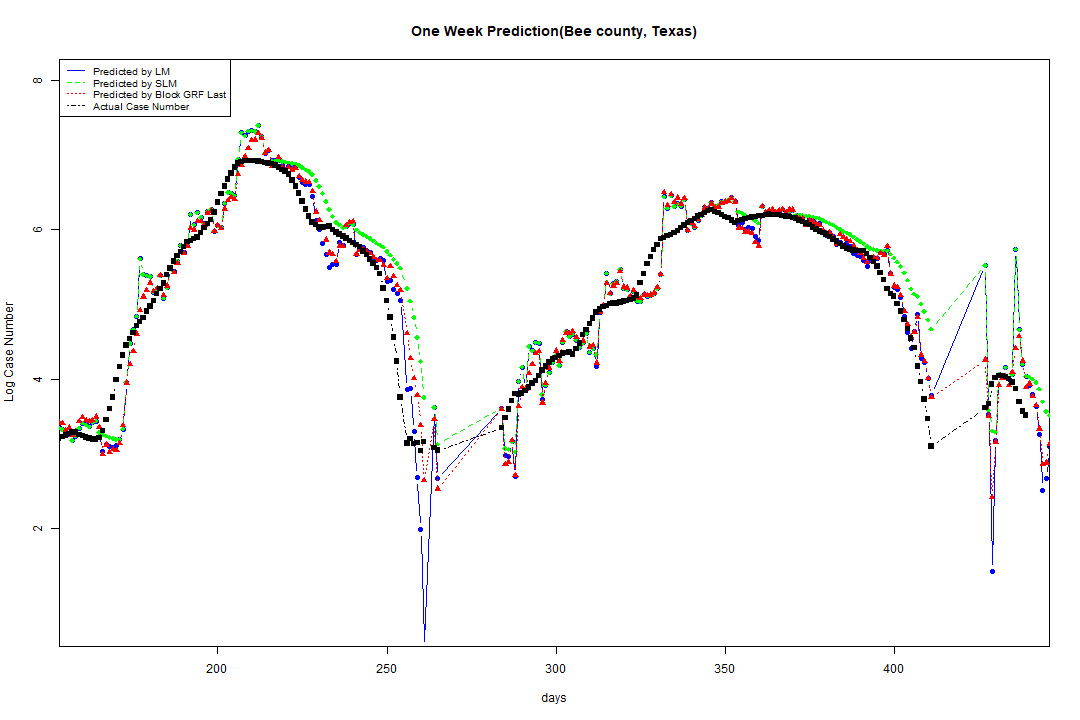 One Week Prediction(Bee county, Texas)
Predicted by LM
Predicted by SLM
Predicted by Block GRF Last
Actual Case Number
8
6
4
2
Log Case Number
200
250
300
350
400
days